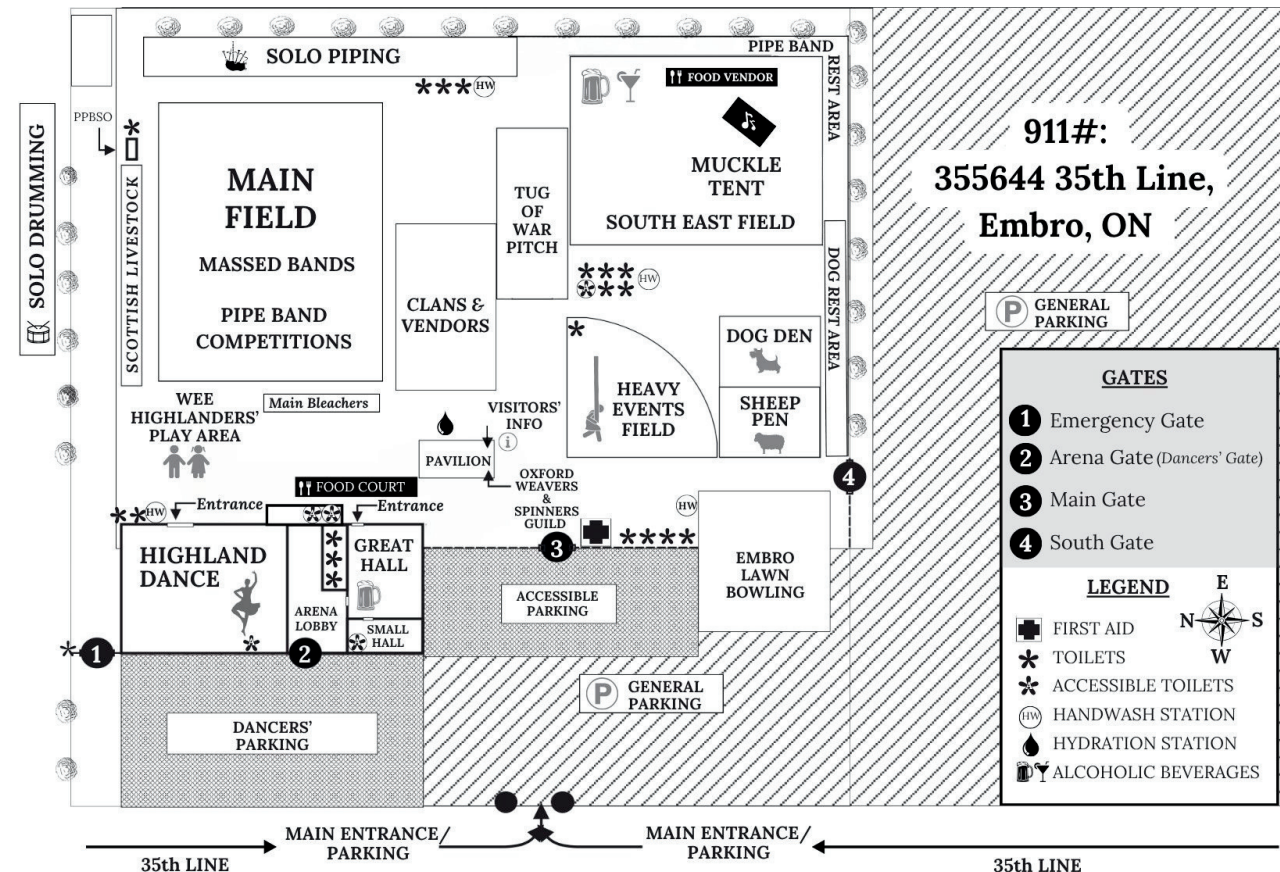 SOLO PIPING
HW
PIPE BAND
REST AREA
FOOD VENDOR
MUCKLE
TENT
SOUTH EAST FIELD
SOLO DRUMMING
PPBSO
SCOTTISH LIVESTOCK
MAIN
FIELD
MASSED BANDS
PIPE BAND
COMPETITIONS
TUG
OF
WAR
PITCH
CLANS &
VENDORS
HW
DOG REST AREA
DOG DEN
SHEEP
PEN
HEAVY
EVENTS
FIELD
WEE
HIGHLANDERS'
PLAY AREA
Main Bleachers
VISITORS'
INFO
i
PAVILION
OXFORD
WEAVERS
&
SPINNERS
GUILD
FOOD COURT
HW
Entrance
Entrance
HW
4
HIGHLAND
DANCE
GREAT
HALL
ARENA
LOBBY
SMALL
HALL
3
ACCESSIBLE
PARKING
EMBRO
LAWN
BOWLING
1
2
DANCERS'
PARKING
P GENERAL
PARKING
911#:
355644 35th Line,
Embro, ON
P GENERAL
PARKING
GATES
1 Emergency Gate
2 Arena Gate (Dancers' Gate)
3 Main Gate
4 South Gate
LEGEND
FIRST AID
TOILETS
ACCESSIBLE TOILETS
HW HANDWASH STATION
HYDRATION STATION
ALCOHOLIC BEVERAGES
E
N S
W
MAIN ENTRANCE/
PARKING
MAIN ENTRANCE/
PARKING
35th LINE
35th LINE